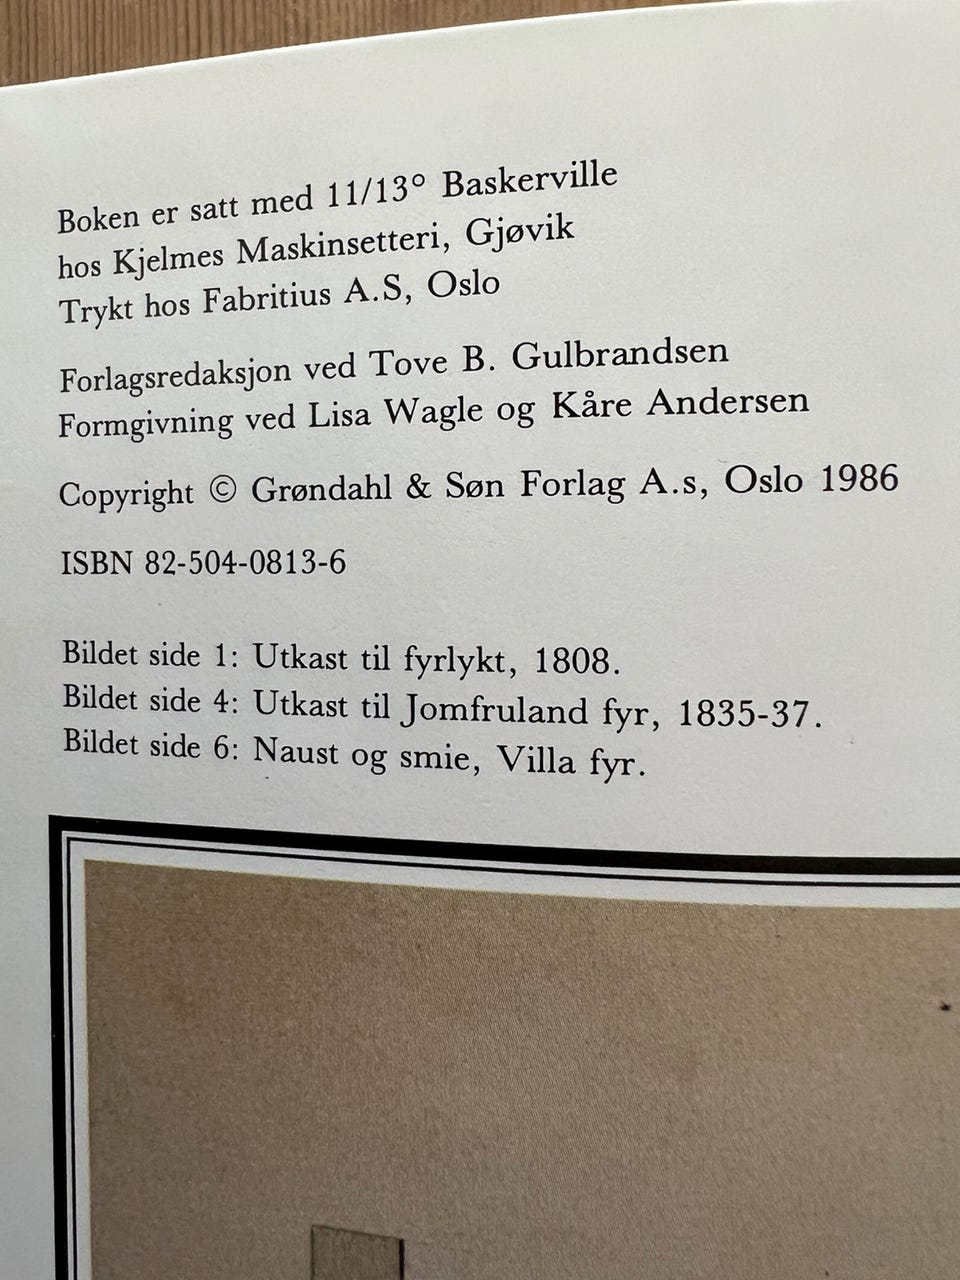 Boken er satt med 11/13° Baskerville
hos Kjelmes Maskinsetteri, Gjøvik
Trykt hos Fabritius A.S, Oslo
Forlagsredaksjon ved Tove B. Gulbrandsen
Formgivning ved Lisa Wagle og Kåre Andersen
Copyright © Grøndahl & Søn Forlag A.s, Oslo 1986
ISBN 82-504-0813-6
Bildet side 1: Utkast til fyrlykt, 1808.
Bildet side 4: Utkast til Jomfruland fyr, 1835-37.
Bildet side 6: Naust og smie, Villa fyr.